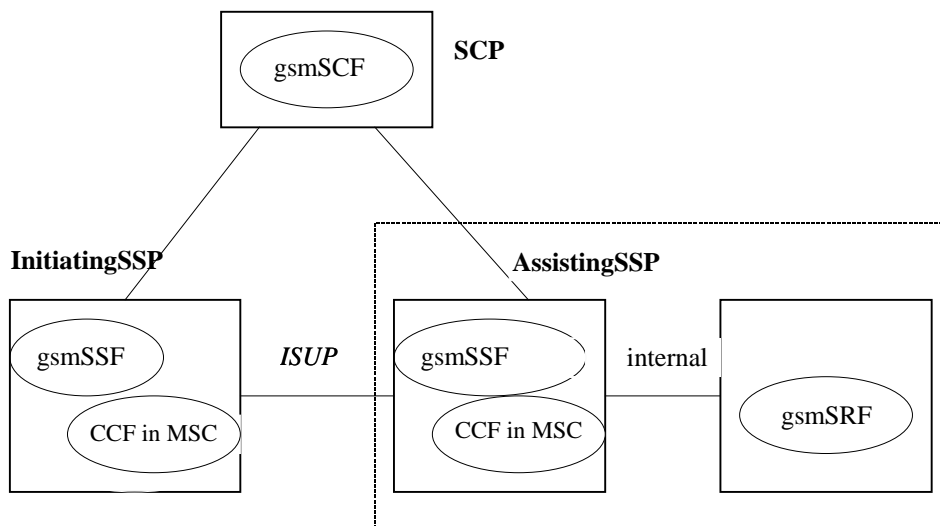 SCP
gsmSCF
InitiatingSSP
AssistingSSP
gsmSSF
ISUP
gsmSSF
internal
CCF in MSC
CCF in MSC
gsmSRF